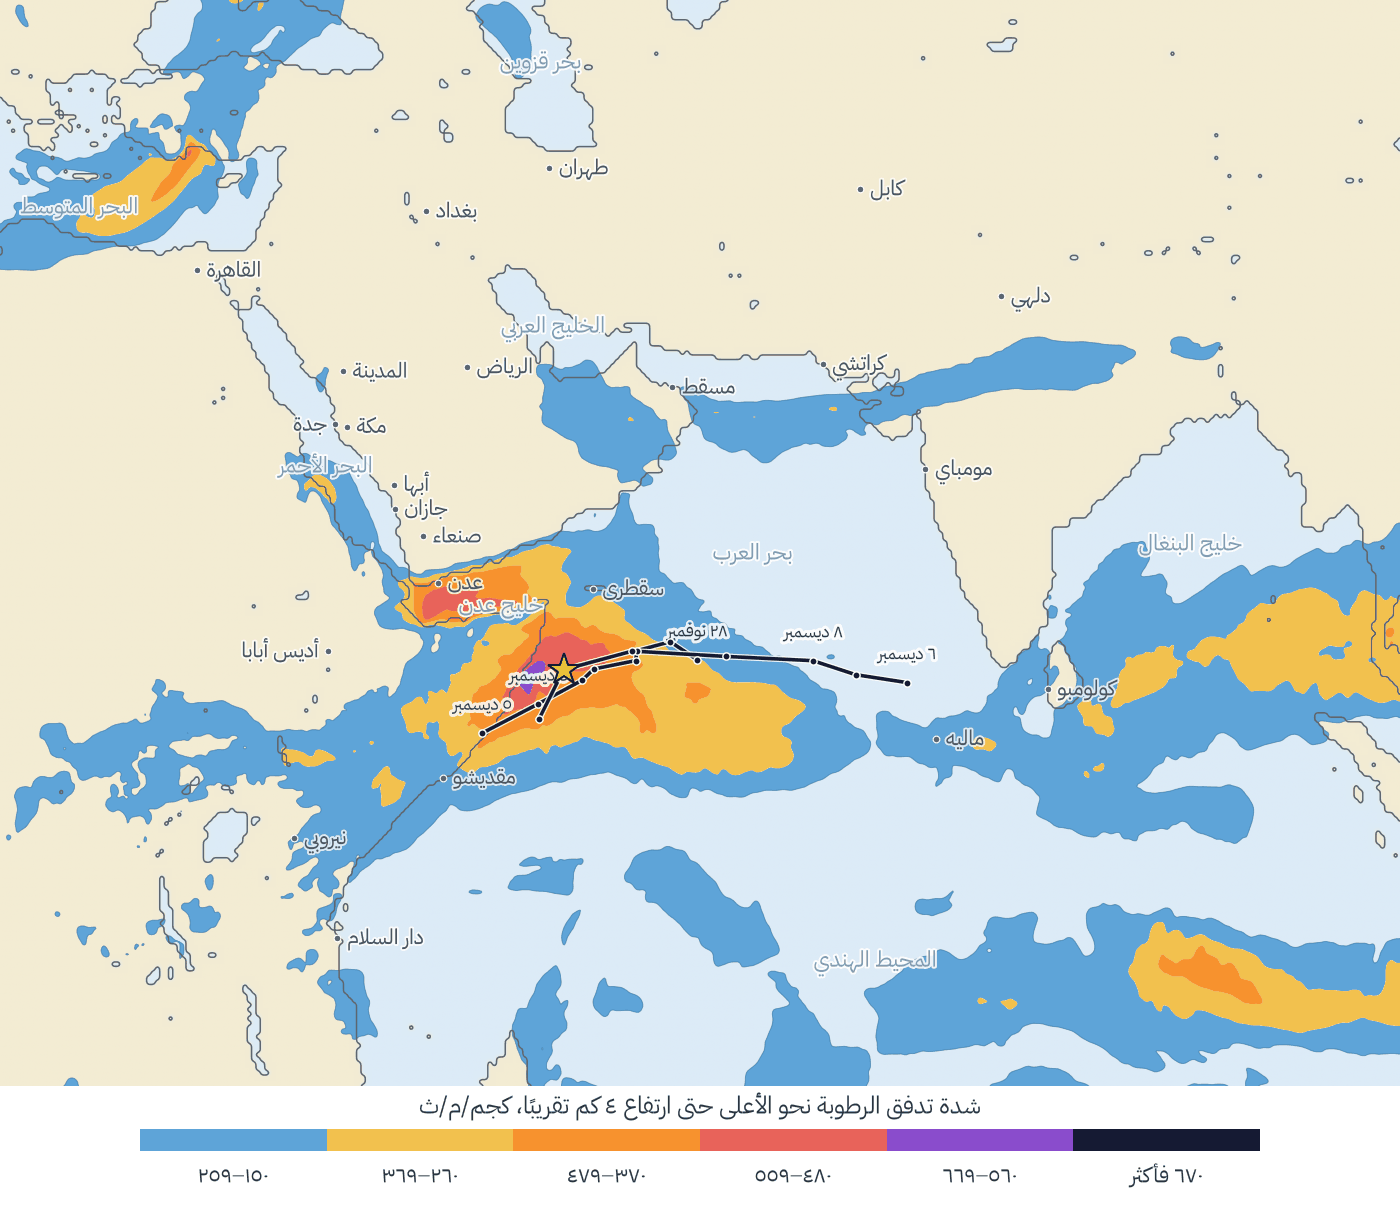 بحر قزوين
طهران
كابل
البحر المتوسط
بغداد
القاهرة
دلهي
الخليج العربي
المدينة
الرياض
كراتشي
مسقط
جدة
مكة
البحر الأحمر
مومباي
أبها
جازان
صنعاء
بحر العرب
خليج البنغال
عدن
سقطرى
خليج عدن
٢٨ نوفمبر
٨ ديسمبر
٦ ديسمبر
أديس أبابا
ديسمبر
٥ ديسمبر
كولومبو
ماليه
مقديشو
نيروبي
دار السلام
المحيط الهندي
شدة تدفق الرطوبة نحو الأعلى حتى ارتفاع ٤ كم تقريبًا، كجم/م/ث
١٥٠–٢٥٩
٢٦٠–٣٦٩
٣٧٠–٤٧٩
٤٨٠–٥٥٩
٥٦٠–٦٦٩
٦٧٠ فأكثر